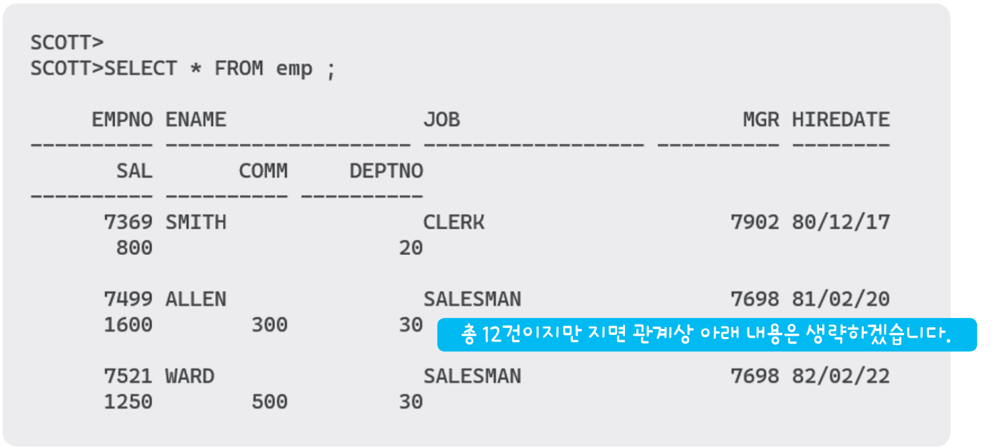 SCOTT>
SCOTT>SELECT * FROM emp ;
EMPNO ENAME JOB MGR HIREDATE
---------- -------------------- ------------------ ---------- --------
SAL COMM DEPTNO
---------- ---------- ----------
7369 SMITH CLERK 7902 80/12/17
800 20
7499 ALLEN SALESMAN 7698 81/02/20
1600 300 30
총 12건이지만 지면 관계상 아래 내용은 생략하겠습니다.
7521 WARD SALESMAN 7698 82/02/22
1250 500 30